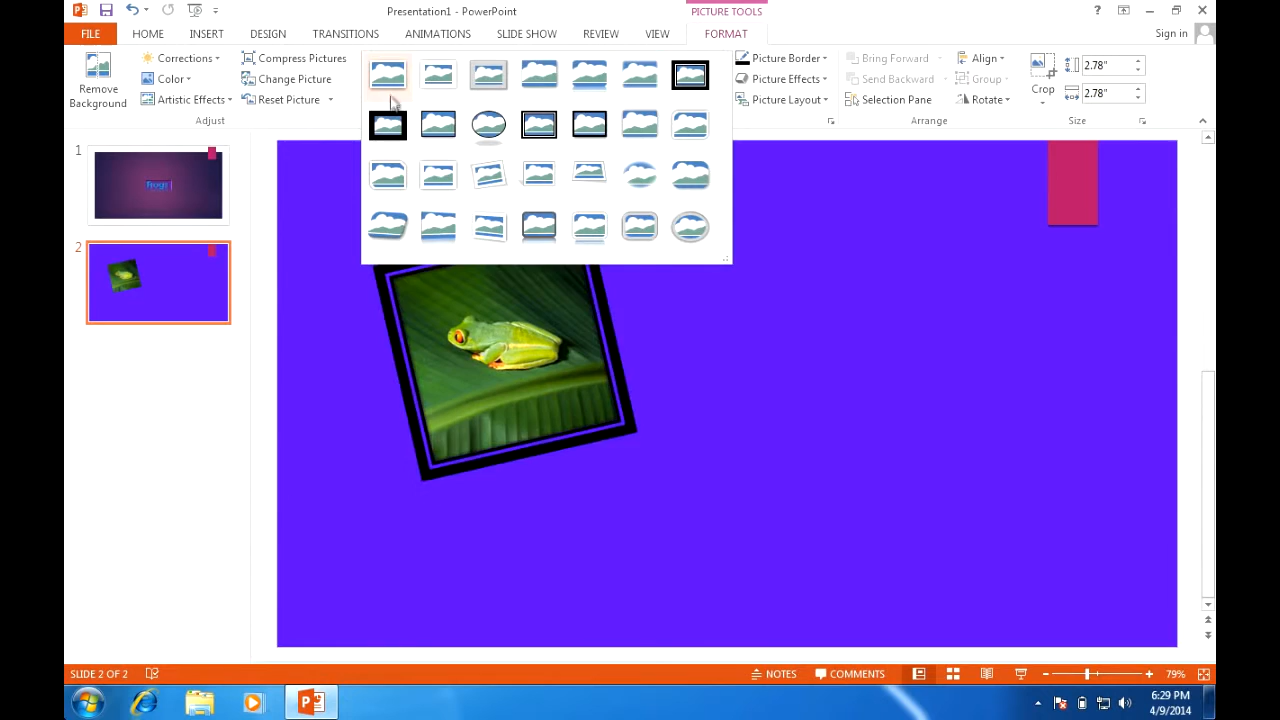 Presentation1 - PowerPoint
PICTURE TOOLS
FILE HOME INSERT DESIGN TRANSITIONS ANIMATIONS SLIDE SHOW REVIEW VIEW FORMAT
Sign in
Remove Background
Corrections
Color
Artistic Effects
Compress Pictures
Change Picture
Reset Picture
Adjust
Picture Border
Picture Effects
Picture Layout
Bring Forward
Send Backward
Selection Pane
Align
Group
Rotate
Arrange
Crop
2.78"
2.78"
Size
1
Frogs
2
SLIDE 2 OF 2
NOTES
COMMENTS
79%
6:29 PM
4/9/2014